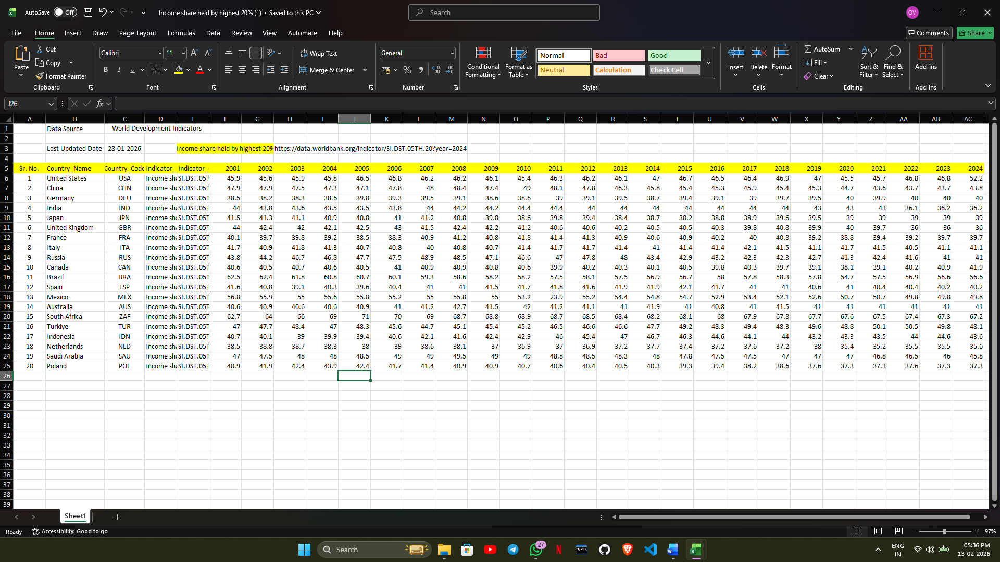 AutoSave Off Income share held by highest 20% (1) • Saved to this PC Search OV
File Home Insert Draw Page Layout Formulas Data Review View Automate Help Comments Share
Paste Cut Copy Format Painter Clipboard
Calibri 11 B I U A Font
Wrap Text Merge & Center Alignment
General % Number
Conditional Formatting Format as Table Normal Bad Good Neutral Calculation Check Cell Styles
Insert Delete Format Cells
AutoSum Fill Clear Sort & Filter Find & Select Editing
Add-ins Add-ins
J26 fx
A B C D E F G H I J K L M N O P Q R S T U V W X Y Z AA AB AC
1 Data Source World Development Indicators
2
3 Last Updated Date 28-01-2026 Income share held by highest 20% https://data.worldbank.org/indicator/SI.DST.05TH.20?year=2024
4
5 Sr. No. Country_Name Country_Code Indicator_ Indicator_ 2001 2002 2003 2004 2005 2006 2007 2008 2009 2010 2011 2012 2013 2014 2015 2016 2017 2018 2019 2020 2021 2022 2023 2024
6 1 United States USA Income sha SI.DST.05T 45.9 45.6 45.9 45.8 46.5 46.8 46.2 46.2 46.1 45.4 46.3 46.2 46.1 47 46.7 46.5 46.4 46.9 47 45.5 45.7 46.8 46.8 52.2
7 2 China CHN Income sha SI.DST.05T 47.9 47.9 47.5 47.3 47.1 47.8 48 48.4 47.4 49 48.1 47.8 46.3 45.8 45.4 45.3 45.9 45.4 45.3 44.7 43.6 43.7 43.7 43.8
8 3 Germany DEU Income sha SI.DST.05T 38.5 38.2 38.3 38.6 39.8 39.3 39.5 39.1 38.6 38.6 39 39.1 39.5 38.7 39.4 39.1 39 39.7 39.5 40 39.9 40 40 40
9 4 India IND Income sha SI.DST.05T 44 43.8 43.6 43.5 43.5 43.8 44 44.2 44.2 44.4 44.4 44 44 44 44 44 44 44 43 43 43 36.1 36.2 36.2
10 5 Japan JPN Income sha SI.DST.05T 41.5 41.3 41.1 40.9 40.8 41 41.2 40.8 39.8 38.6 39.8 39.4 38.4 38.7 38.2 38.8 38.9 39.6 39.5 39 39 39 39 39
11 6 United Kingdom GBR Income sha SI.DST.05T 44 42.4 42 42.1 42.5 43 41.5 42.4 42.2 41.2 40.6 40.6 40.2 40.5 40.5 40.3 39.8 40.8 39.9 40 39.7 36 36 36
12 7 France FRA Income sha SI.DST.05T 40.1 39.7 39.8 39.2 38.5 38.3 40.9 41.2 40.8 41.8 41.4 41.3 40.9 40.6 40.9 40.2 40 40.8 39.2 38.8 39.4 39.2 39.7 39.7
13 8 Italy ITA Income sha SI.DST.05T 41.7 40.9 41.8 41.3 40.7 40.8 40 40.8 40.7 41.4 41.7 41.7 41.4 41 41.4 41.4 42.1 41.5 41.1 41.7 41.5 40.5 41.1 41.1
14 9 Russia RUS Income sha SI.DST.05T 43.8 44.2 46.7 46.8 47.7 47.5 48.9 48.5 47.1 46.6 47 47.8 48 43.4 42.9 43.2 42.3 42.3 42.7 41.3 42.4 41.6 41 41
15 10 Canada CAN Income sha SI.DST.05T 40.6 40.5 40.7 40.6 40.5 41 40.9 40.9 40.8 40.6 39.9 40.2 40.3 40.1 40.5 39.8 40.3 39.7 39.1 38.1 39.1 40.2 40.9 41.9
16 11 Brazil BRA Income sha SI.DST.05T 62.5 62.4 61.8 60.8 60.7 60.1 59.3 58.6 58.2 58.2 57.5 58.1 57.5 56.9 56.7 58 57.8 58.3 57.8 54.7 57.5 56.9 56.6 56.6
17 12 Spain ESP Income sha SI.DST.05T 41.6 40.8 39.1 40.3 39.6 40.4 41 41 41.5 41.7 41.8 41.6 41.9 41.9 42.1 41.7 41 41 40.6 41 40.4 40.4 40.2 40.2
18 13 Mexico MEX Income sha SI.DST.05T 56.8 55.9 55 55.6 55.8 55.2 55 55.8 55 53.2 23.9 55.2 54.4 54.8 54.7 52.9 53.4 52.1 52.6 50.7 50.7 49.8 49.8 49.8
19 14 Australia AUS Income sha SI.DST.05T 40.6 40.9 40.6 40.6 40.9 41 41.2 42.7 41.5 42 41.2 41.1 41 41.9 41 40.8 41 41.5 41 41 41 41 41 41
20 15 South Africa ZAF Income sha SI.DST.05T 62.7 64 66 69 71 70 69 68.7 68.8 68.9 68.7 68.5 68.4 68.2 68.1 68 67.9 67.8 67.7 67.6 67.5 67.4 67.3 67.2
21 16 Turkiye TUR Income sha SI.DST.05T 47 47.7 48.4 47 48.3 45.6 44.7 45.1 45.4 45.2 46.5 46.6 46.6 47.7 49.2 48.3 49.4 48.3 49.6 48.8 50.1 50.5 49.8 48.1
22 17 Indonesia IDN Income sha SI.DST.05T 40.7 40.1 39 39.9 39.4 40.6 42.1 41.6 42.4 42.9 46 45.4 47 46.7 46.3 44.6 44.1 44 43.2 43.3 43.5 44 44.6 43.6
23 18 Netherlands NLD Income sha SI.DST.05T 38.5 38.8 38.7 38.3 38 39 38.6 38.1 37 36.9 37 36.9 37.2 37.7 37.4 37.2 37.6 37.2 38 35.4 35.2 35.5 35.5 35.6
24 19 Saudi Arabia SAU Income sha SI.DST.05T 47 47.5 48 48 48.5 49 49 49.5 49 49 48.8 48.5 48.3 48 47.8 47.5 47.5 47 47 47 46.8 46.5 46 45.8
25 20 Poland POL Income sha SI.DST.05T 40.9 41.9 42.4 43.9 42.4 41.7 41.4 40.9 40.9 40.7 40.6 40.4 40.5 40.3 39.3 39.4 38.2 38.6 37.6 37.3 37.3 37.6 37.3 37.3
26
27
28
29
30
31
32
33
34
35
36
37
38
39
Sheet1
Ready Accessibility: Good to go 97%
Search 27 N MySQL ENG IN 05:36 PM 13-02-2026